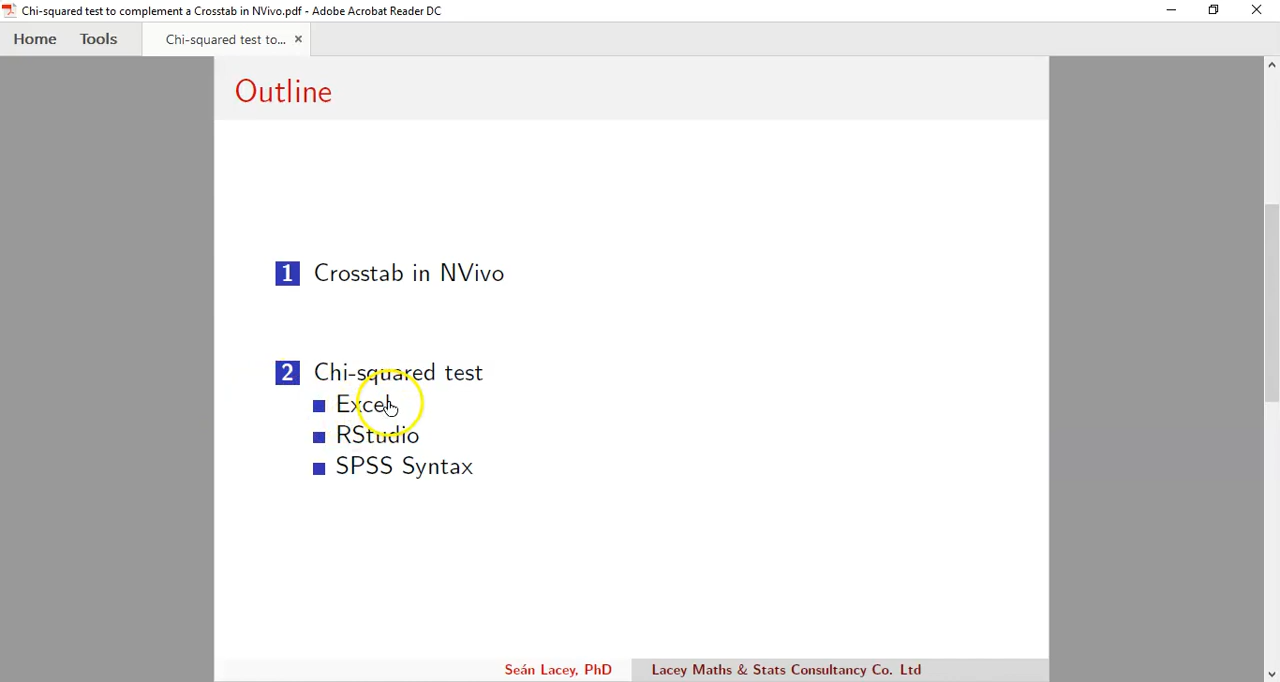 Chi-squared test to complement a Crosstab in NVivo.pdf - Adobe Acrobat Reader DC
Home Tools Chi-squared test to... ×
Outline
1 Crosstab in NVivo
2 Chi-squared test
Excel
RStudio
SPSS Syntax
Seán Lacey, PhD Lacey Maths & Stats Consultancy Co. Ltd